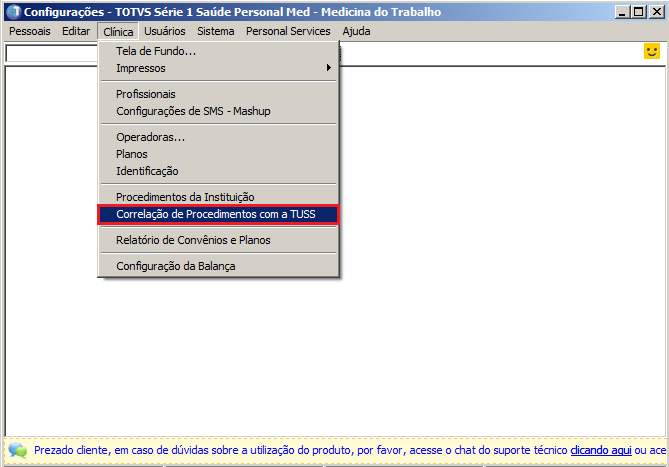 Configurações - TOTVS Série 1 Saúde Personal Med - Medicina do Trabalho
Pessoais Editar Clínica Usuários Sistema Personal Services Ajuda
Tela de Fundo...
Impressos
Profissionais
Configurações de SMS - Mashup
Operadoras...
Planos
Identificação
Procedimentos da Instituição
Correlação de Procedimentos com a TUSS
Relatório de Convênios e Planos
Configuração da Balança
Prezado cliente, em caso de dúvidas sobre a utilização do produto, por favor, acesse o chat do suporte técnico clicando aqui ou ace